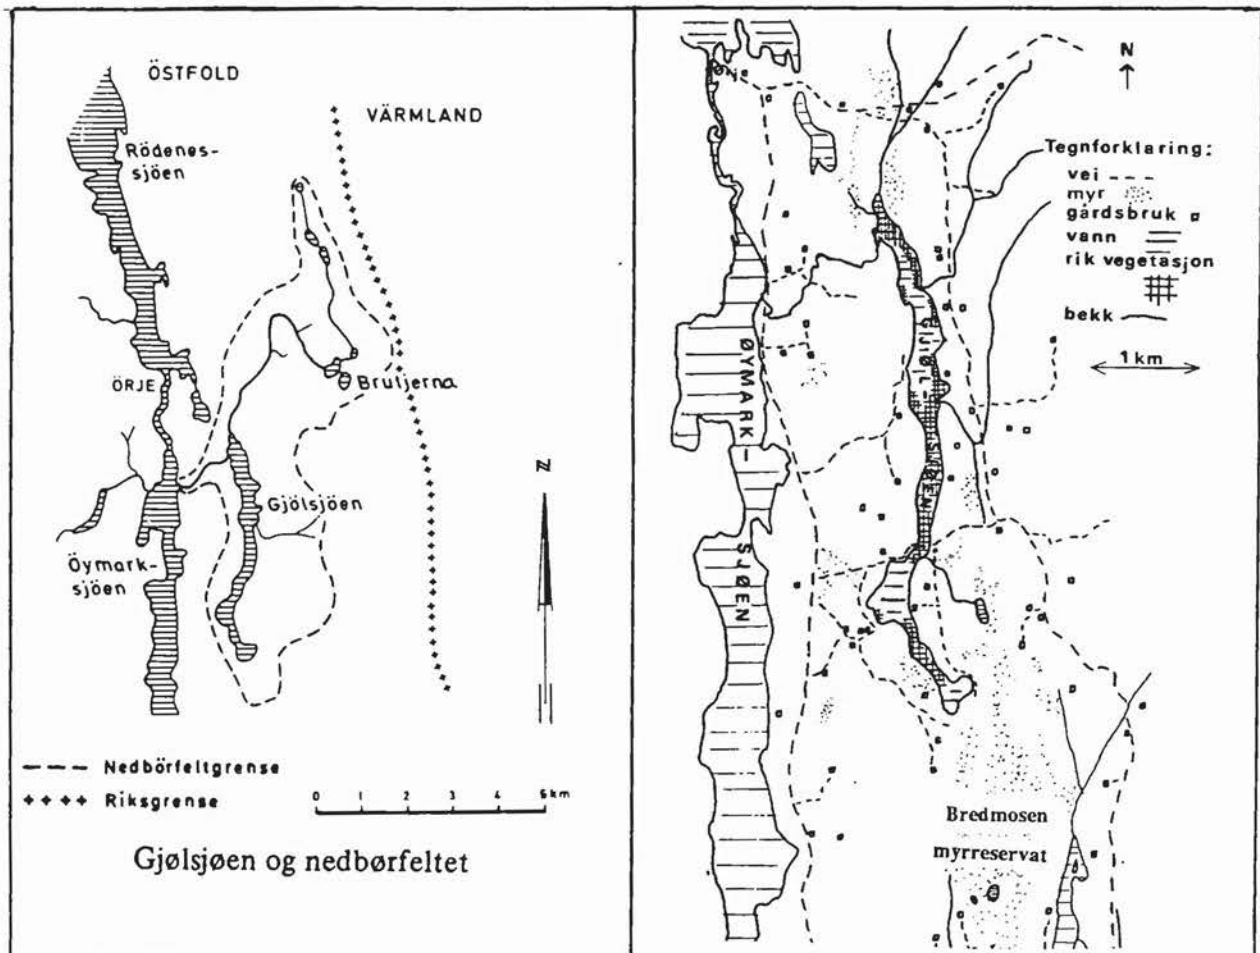 ÖSTFOLD
VÄRMLAND
Rödenes-
sjöen
ÖRJE
Brutjerna
Gjölsjöen
Öymark-
sjöen
N
Nedbörfeltgrense
Riksgrense
0 1 2 3 4 5 km
Gjølsjøen og nedbørfeltet
Ørje
N
Tegnforklaring:
vei
myr
gårdsbruk
vann
rik vegetasjon
bekk
1 km
ØYMARK-
SJØEN
GJØL-
SJØEN
Bredmosen
myrreservat